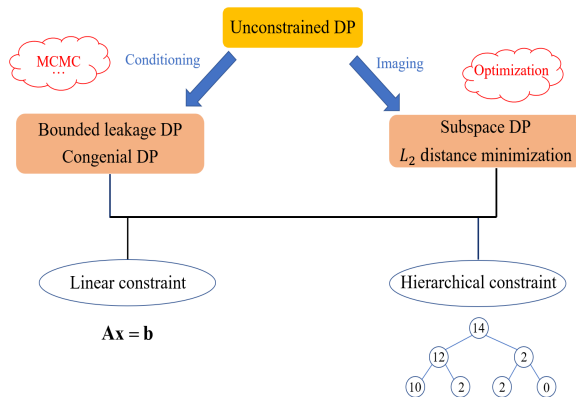 Unconstrained DP
MCMC
...
Conditioning
Imaging
Optimization
Bounded leakage DP
Congenial DP
Subspace DP
L₂ distance minimization
Linear constraint
Hierarchical constraint
Ax = b
14
12
2
10
2
2
0